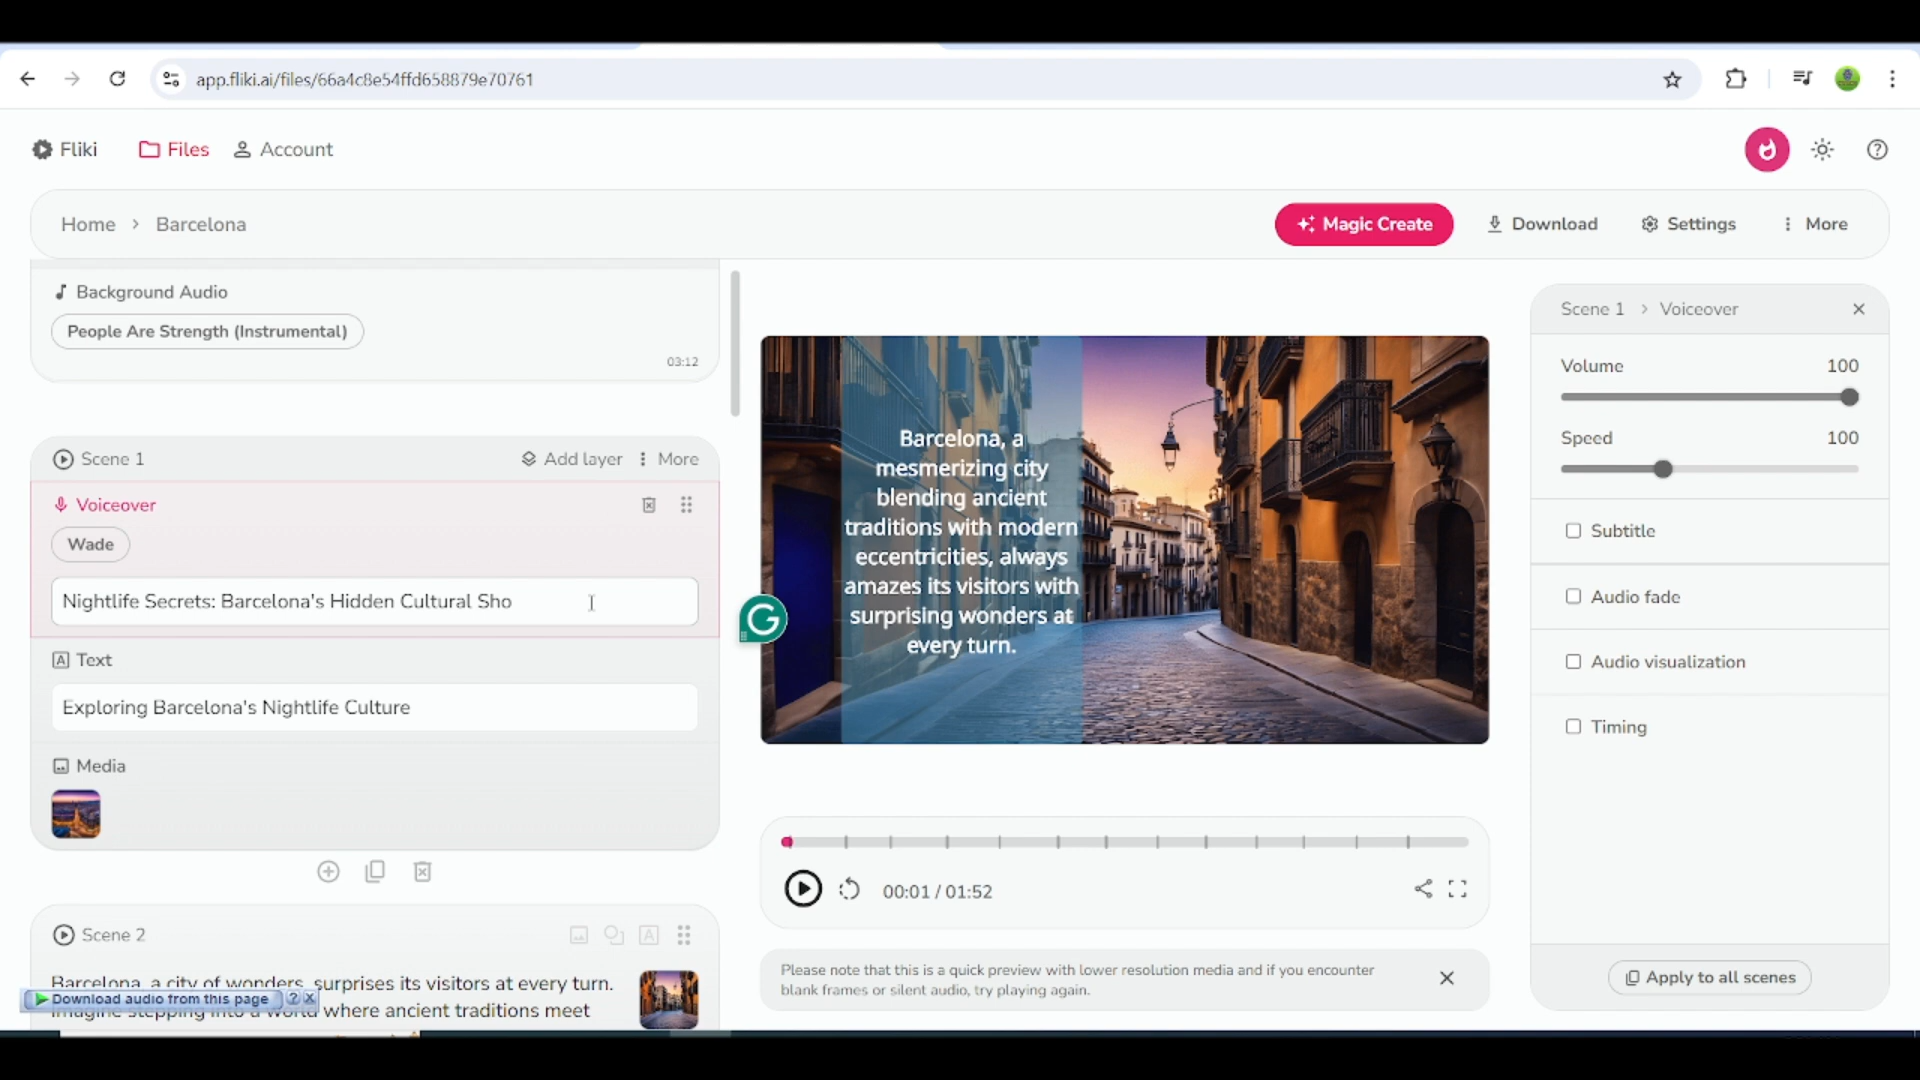 app.fliki.ai/files/66a4c8e54ffd658879e70761
Fliki
Files
Account
Home > Barcelona
Magic Create
Download
Settings
More
Background Audio
People Are Strength (Instrumental)
03:12
Scene 1
Add layer
More
Voiceover
Wade
Nightlife Secrets: Barcelona's Hidden Cultural Sho
Text
Exploring Barcelona's Nightlife Culture
Media
Scene 2
Barcelona, a city of wonders, surprises its visitors at every turn.
Imagine stepping into a world where ancient traditions meet
Download audio from this page
?
X
Barcelona, a
mesmerizing city
blending ancient
traditions with modern
eccentricities, always
amazes its visitors with
surprising wonders at
every turn.
00:01 / 01:52
Please note that this is a quick preview with lower resolution media and if you encounter
blank frames or silent audio, try playing again.
Scene 1 > Voiceover
Volume 100
Speed 100
Subtitle
Audio fade
Audio visualization
Timing
Apply to all scenes